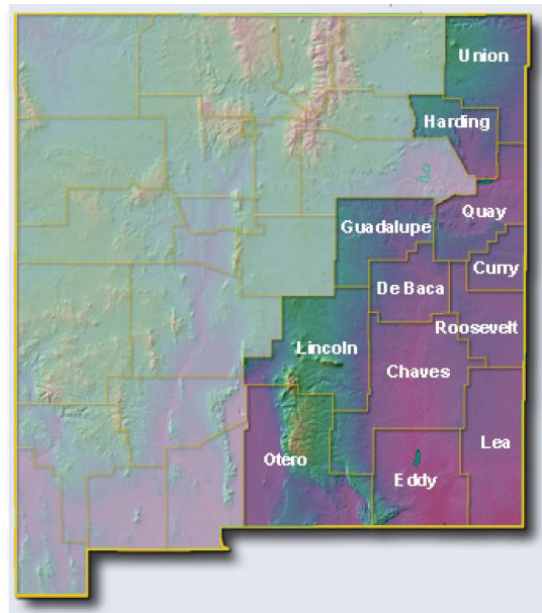 Union
Harding
Quay
Guadalupe
Curry
De Baca
Roosevelt
Lincoln
Chaves
Lea
Otero
Eddy